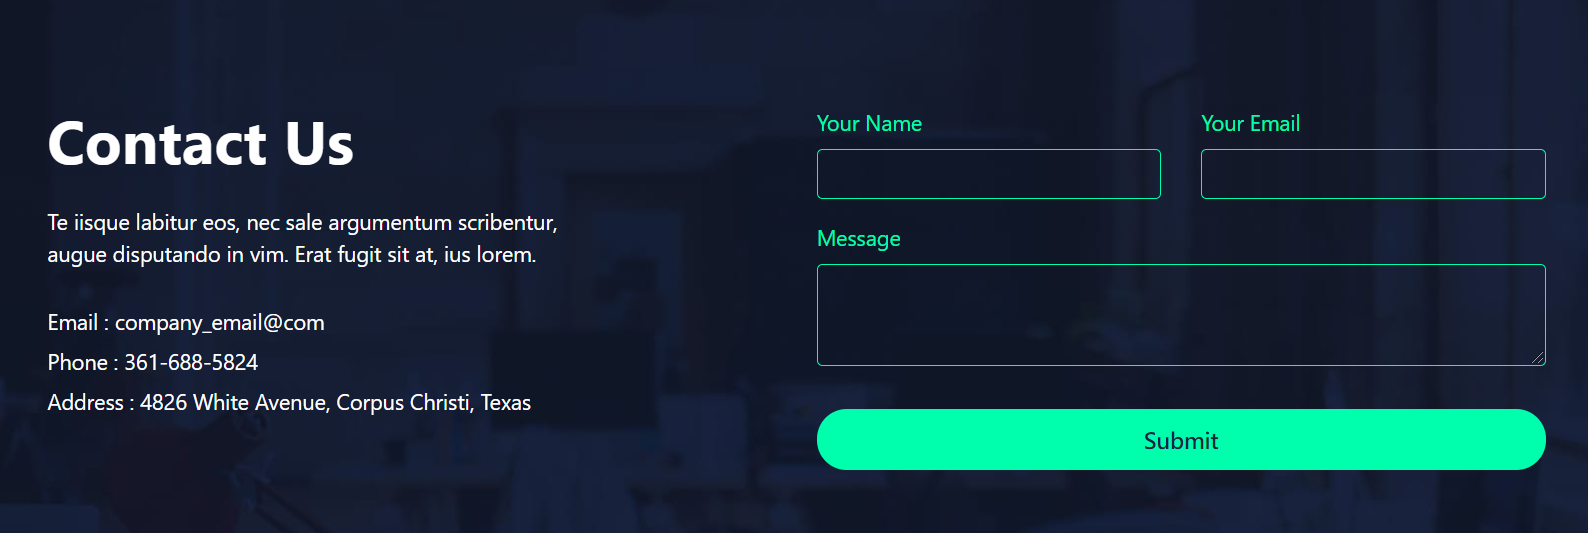 Contact Us
Te iisque labitur eos, nec sale argumentum scribentur,
augue disputando in vim. Erat fugit sit at, ius lorem.
Email : company_email@com
Phone : 361-688-5824
Address : 4826 White Avenue, Corpus Christi, Texas
Your Name
Your Email
Message
Submit